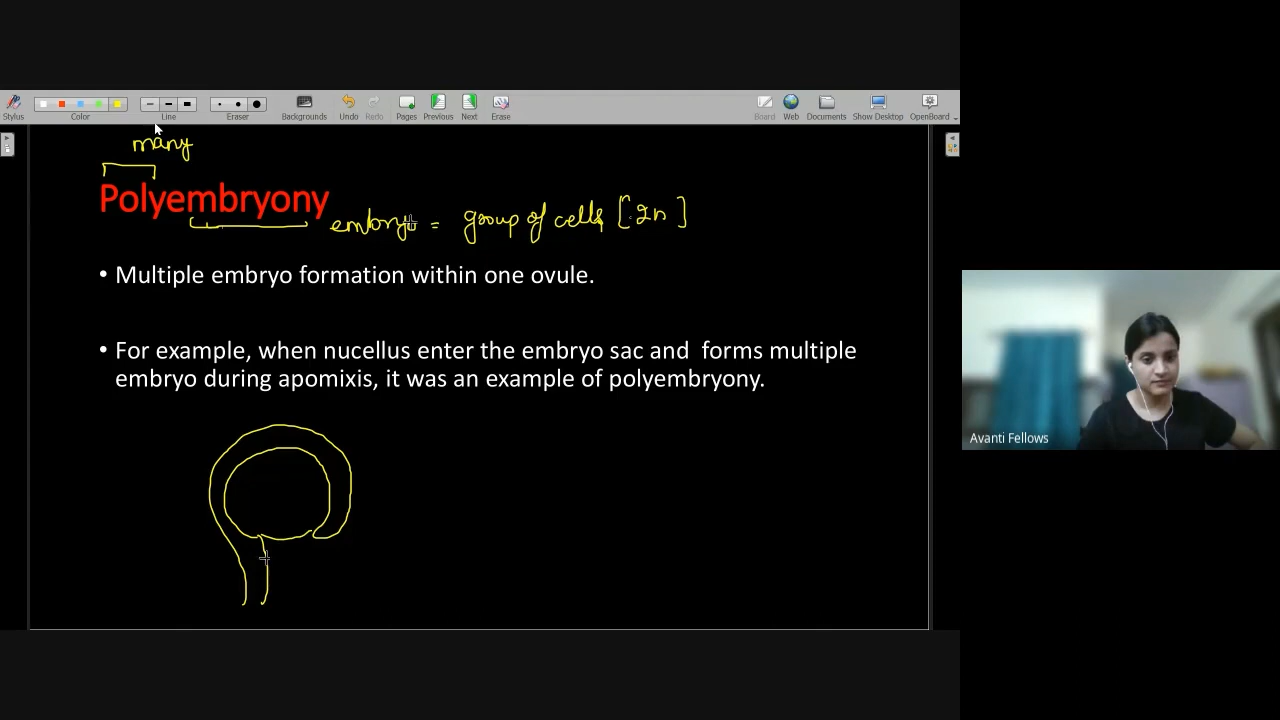 Stylus
Color
Line
Eraser
Backgrounds
Undo
Redo
Pages
Previous
Next
Erase
Board
Web
Documents
Show Desktop
OpenBoard
many
Polyembryony
embryo = group of cells [2n]
• Multiple embryo formation within one ovule.
• For example, when nucellus enter the embryo sac and forms multiple
embryo during apomixis, it was an example of polyembryony.
Avanti Fellows